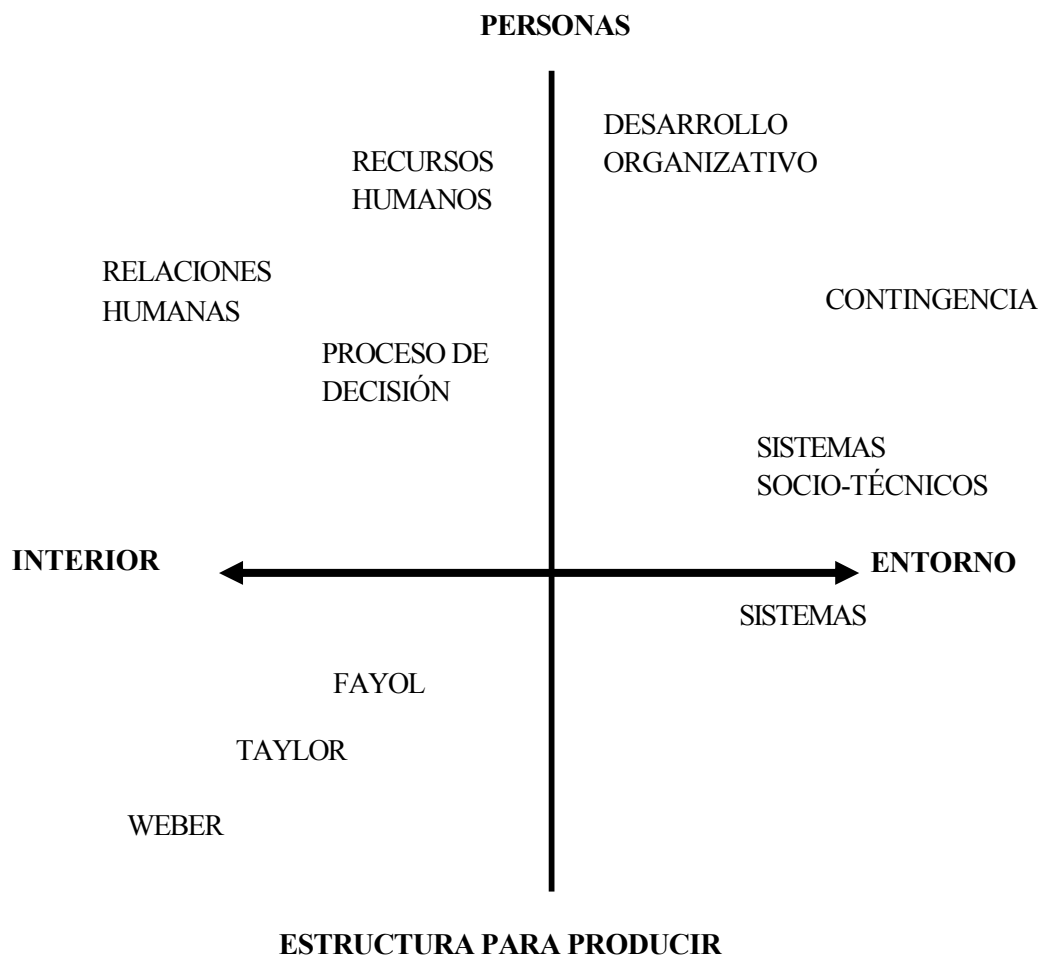 PERSONAS
DESARROLLO
ORGANIZATIVO
RECURSOS
HUMANOS
RELACIONES
HUMANAS
CONTINGENCIA
PROCESO DE
DECISIÓN
SISTEMAS
SOCIO-TÉCNICOS
INTERIOR
ENTORNO
SISTEMAS
FAYOL
TAYLOR
WEBER
ESTRUCTURA PARA PRODUCIR